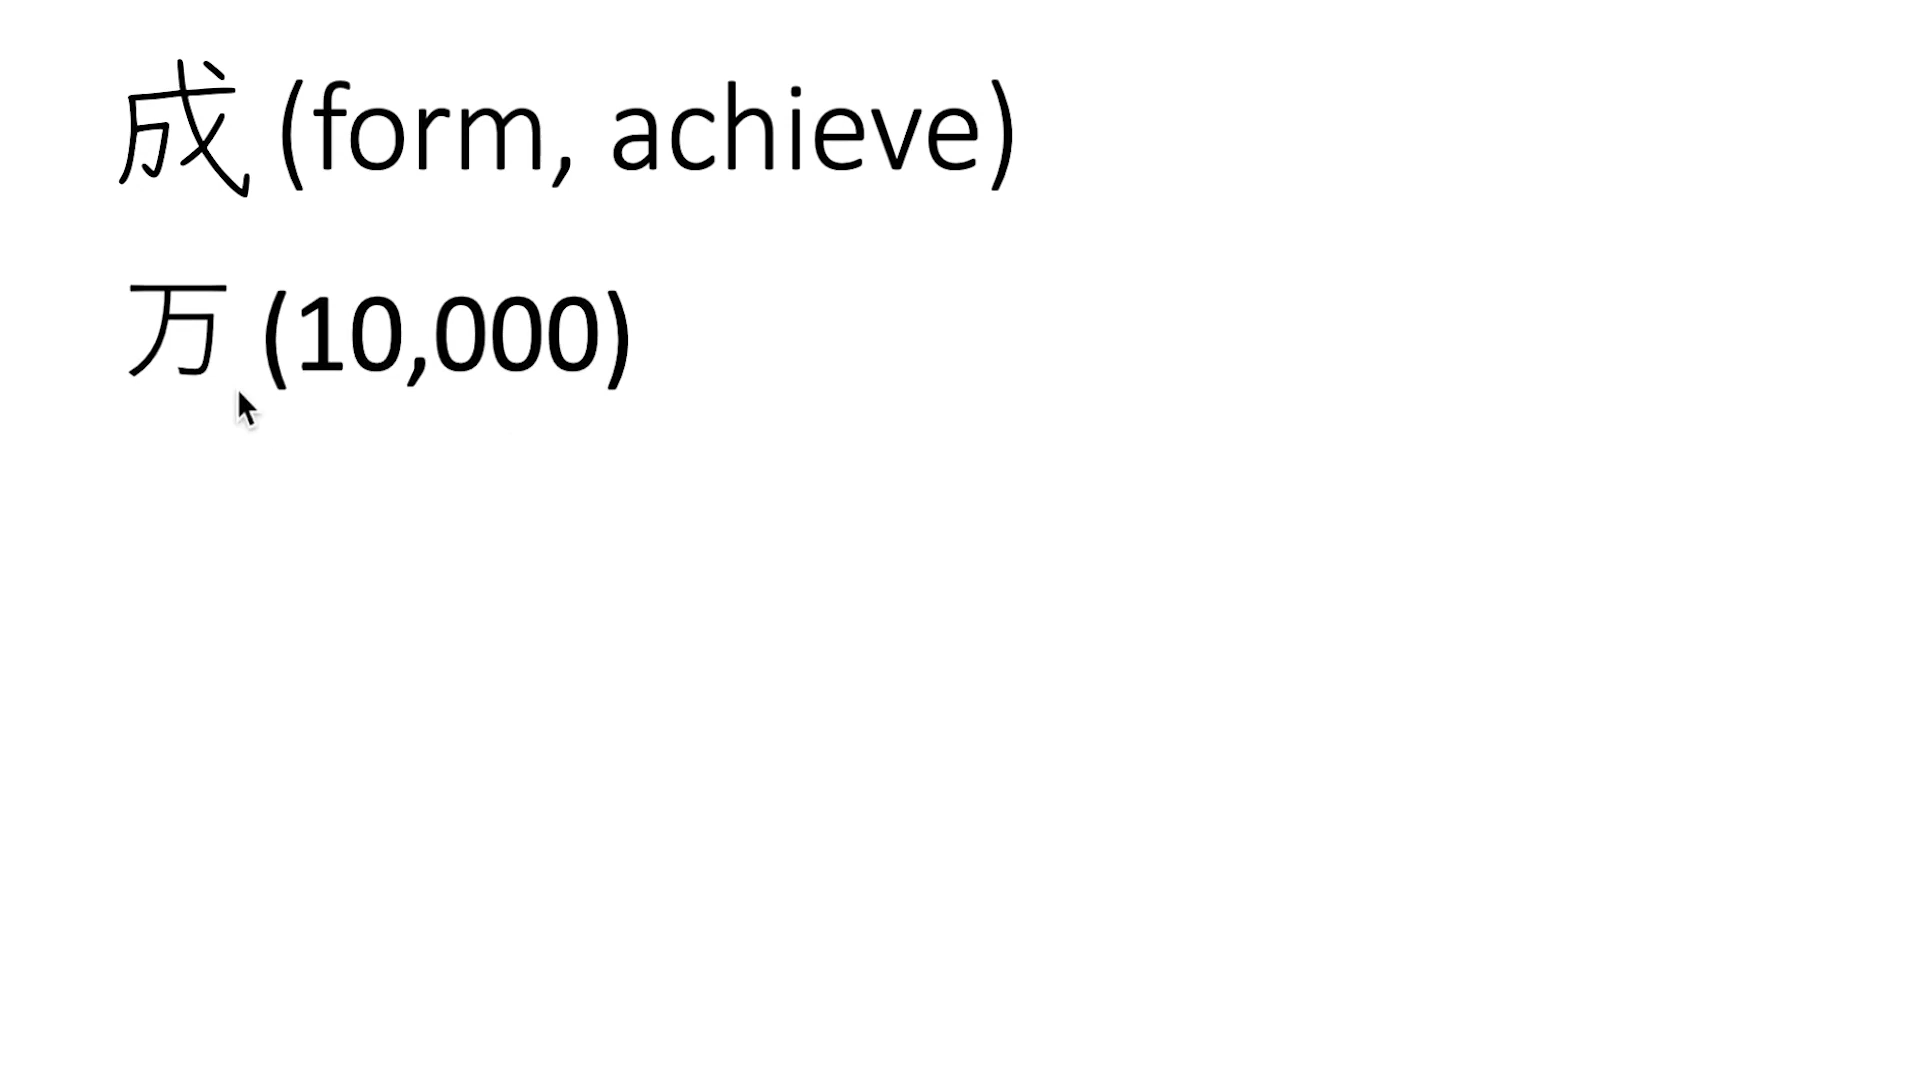 成 (form, achieve)
万 (10,000)